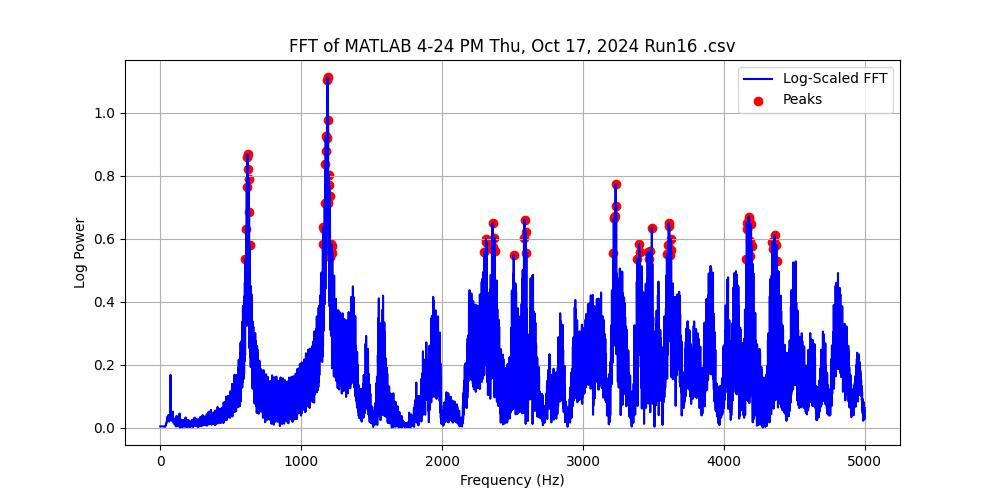 FFT of MATLAB 4-24 PM Thu, Oct 17, 2024 Run16 .csv
Log-Scaled FFT
Peaks
1.0
0.8
0.6
0.4
0.2
0.0
Log Power
0 1000 2000 3000 4000 5000
Frequency (Hz)